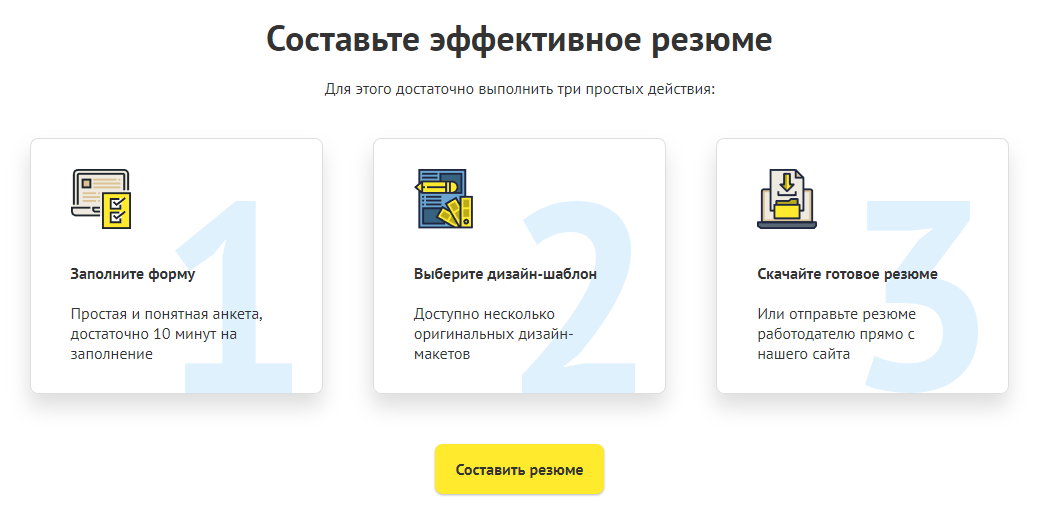 Составьте эффективное резюме
Для этого достаточно выполнить три простых действия:
1
Заполните форму
Простая и понятная анкета,
достаточно 10 минут на
заполнение
2
Выберите дизайн-шаблон
Доступно несколько
оригинальных дизайн-
макетов
3
Скачайте готовое резюме
Или отправьте резюме
работодателю прямо с
нашего сайта
Составить резюме